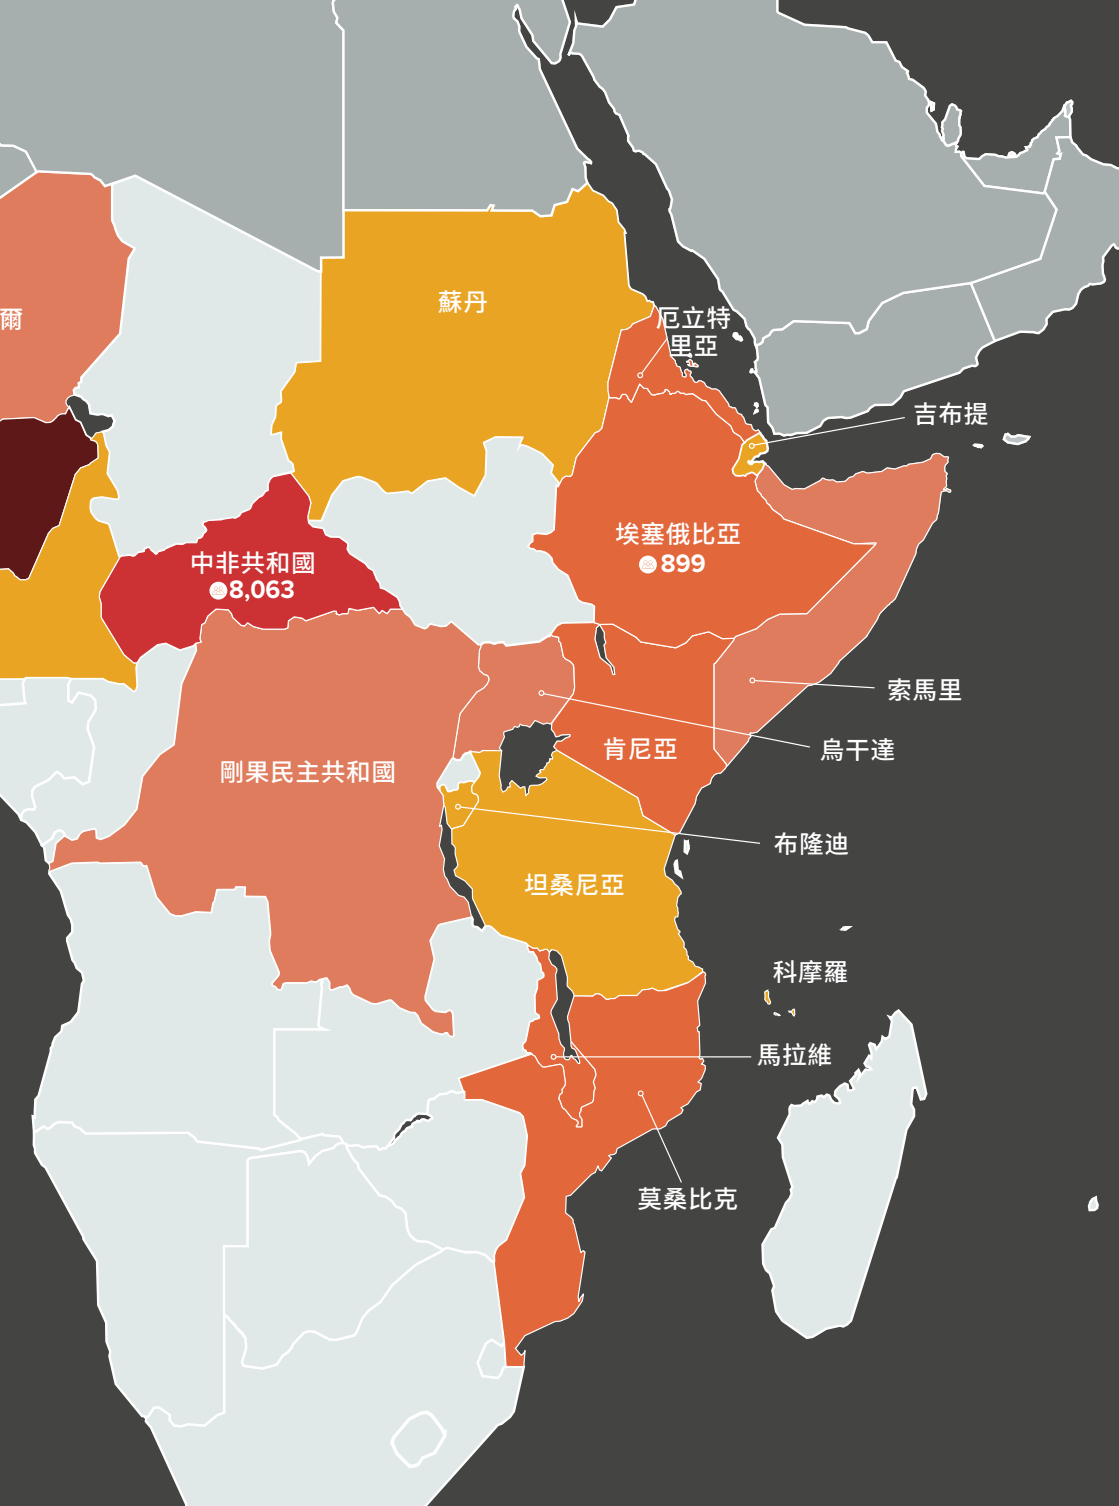 蘇丹
爾
厄立特
里亞
吉布提
埃塞俄比亞
899
中非共和國
8,063
索馬里
烏干達
肯尼亞
剛果民主共和國
布隆迪
坦桑尼亞
科摩羅
馬拉維
莫桑比克